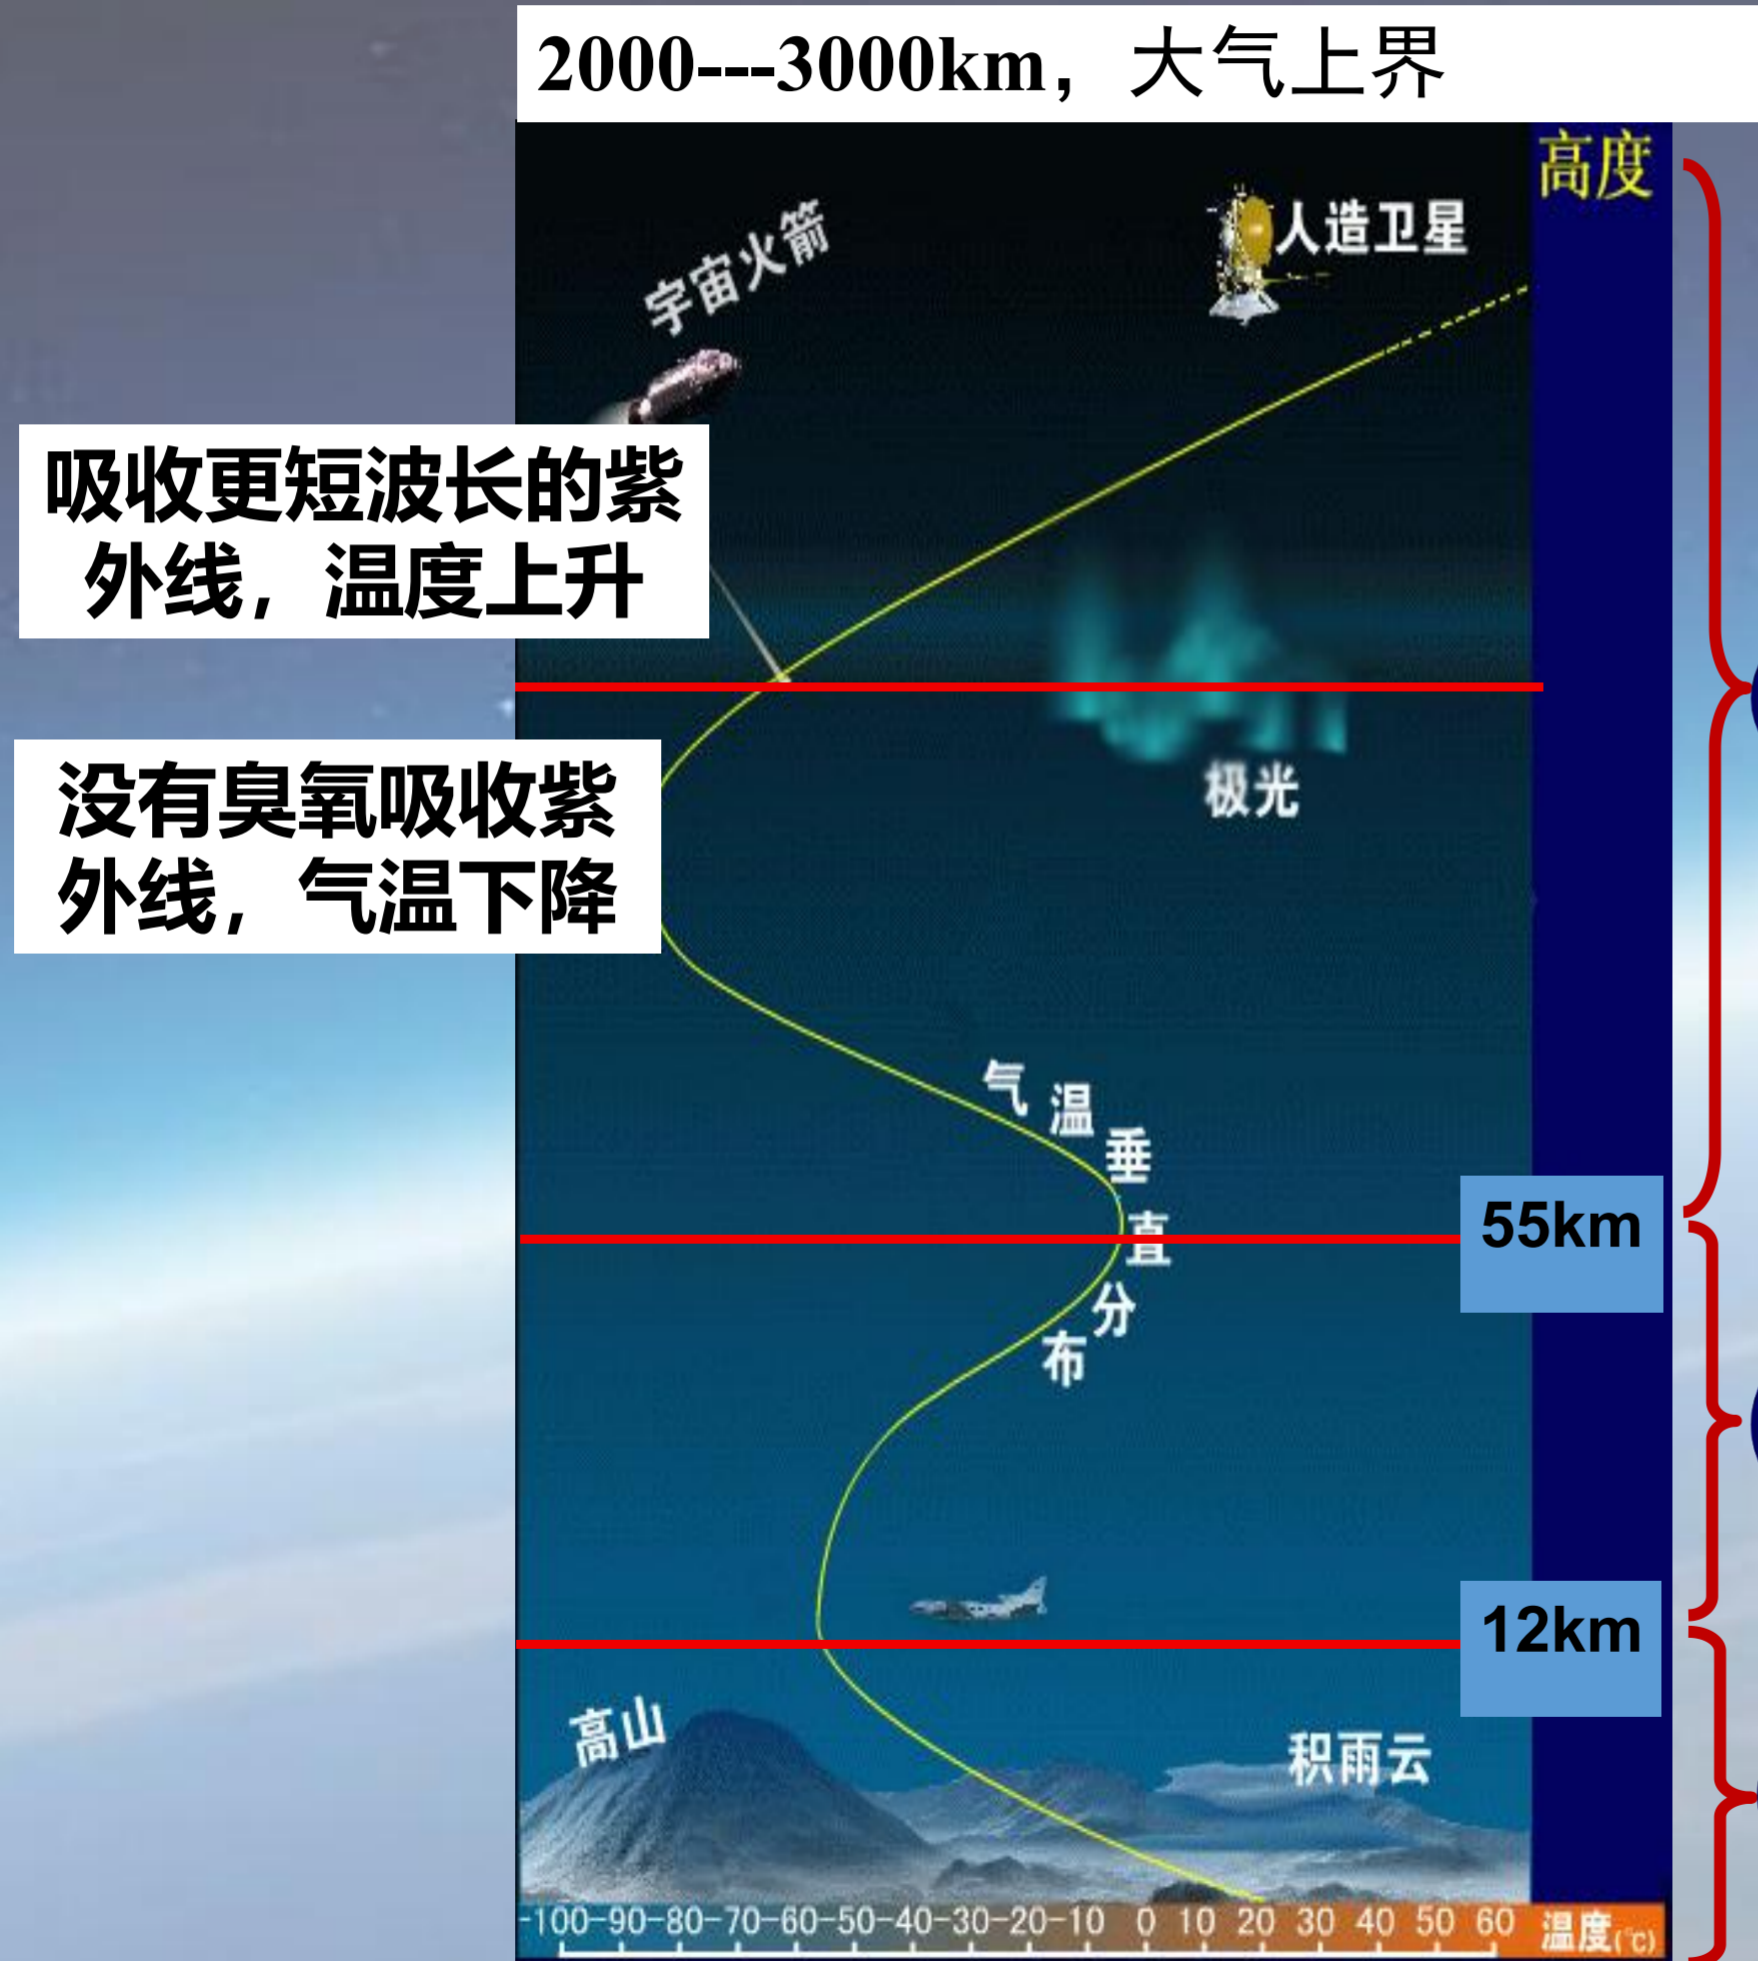 2000---3000km，大气上界
高度
宇宙火箭
人造卫星
吸收更短波长的紫
外线，温度上升
没有臭氧吸收紫
外线，气温下降
极光
气温垂直分布
55km
12km
高山
积雨云
-100-90-80-70-60-50-40-30-20-10 0 10 20 30 40 50 60 温度(℃)